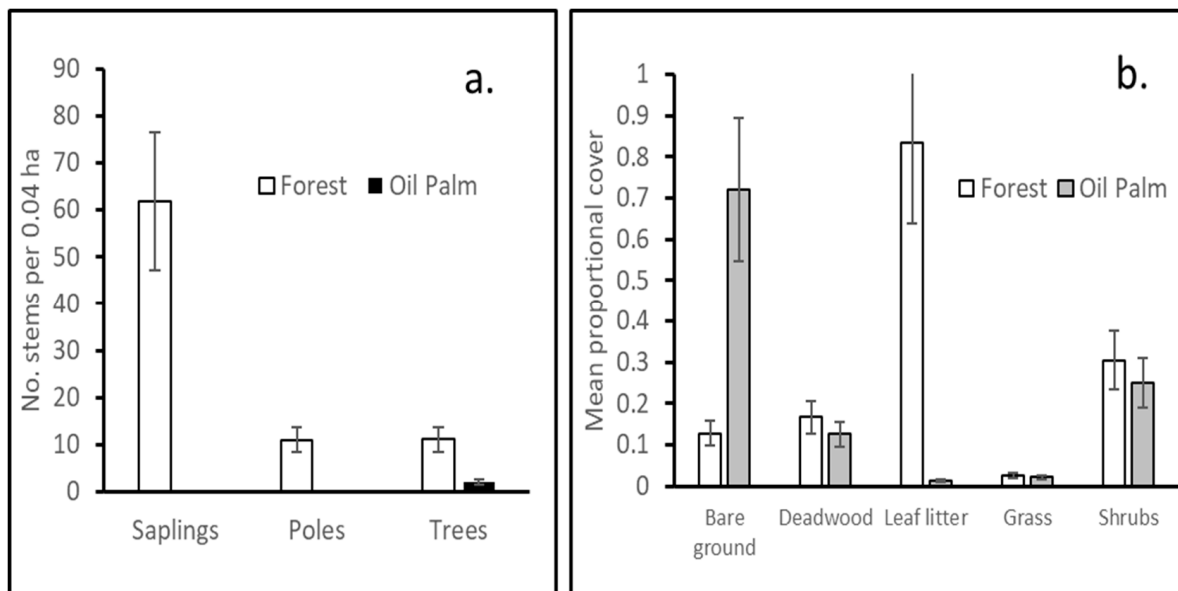 a.
No. stems per 0.04 ha
90
80
70
60
50
40
30
20
10
0
Forest Oil Palm
Saplings Poles Trees
b.
Mean proportional cover
1
0.9
0.8
0.7
0.6
0.5
0.4
0.3
0.2
0.1
0
Forest Oil Palm
Bare ground
Deadwood
Leaf litter
Grass
Shrubs